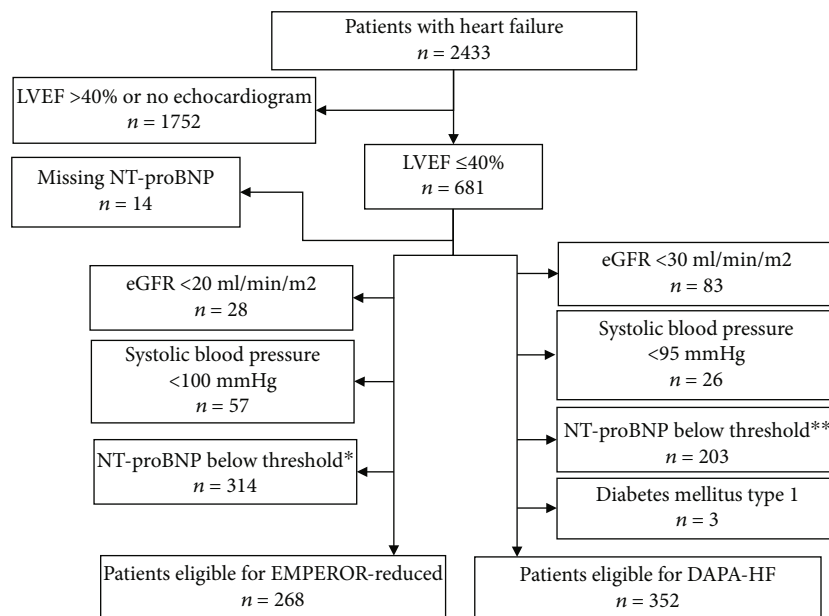 Patients with heart failure
n = 2433
LVEF >40% or no echocardiogram
n = 1752
LVEF ≤40%
n = 681
Missing NT-proBNP
n = 14
eGFR <20 ml/min/m2
n = 28
Systolic blood pressure
<100 mmHg
n = 57
NT-proBNP below threshold*
n = 314
Patients eligible for EMPEROR-reduced
n = 268
eGFR <30 ml/min/m2
n = 83
Systolic blood pressure
<95 mmHg
n = 26
NT-proBNP below threshold**
n = 203
Diabetes mellitus type 1
n = 3
Patients eligible for DAPA-HF
n = 352